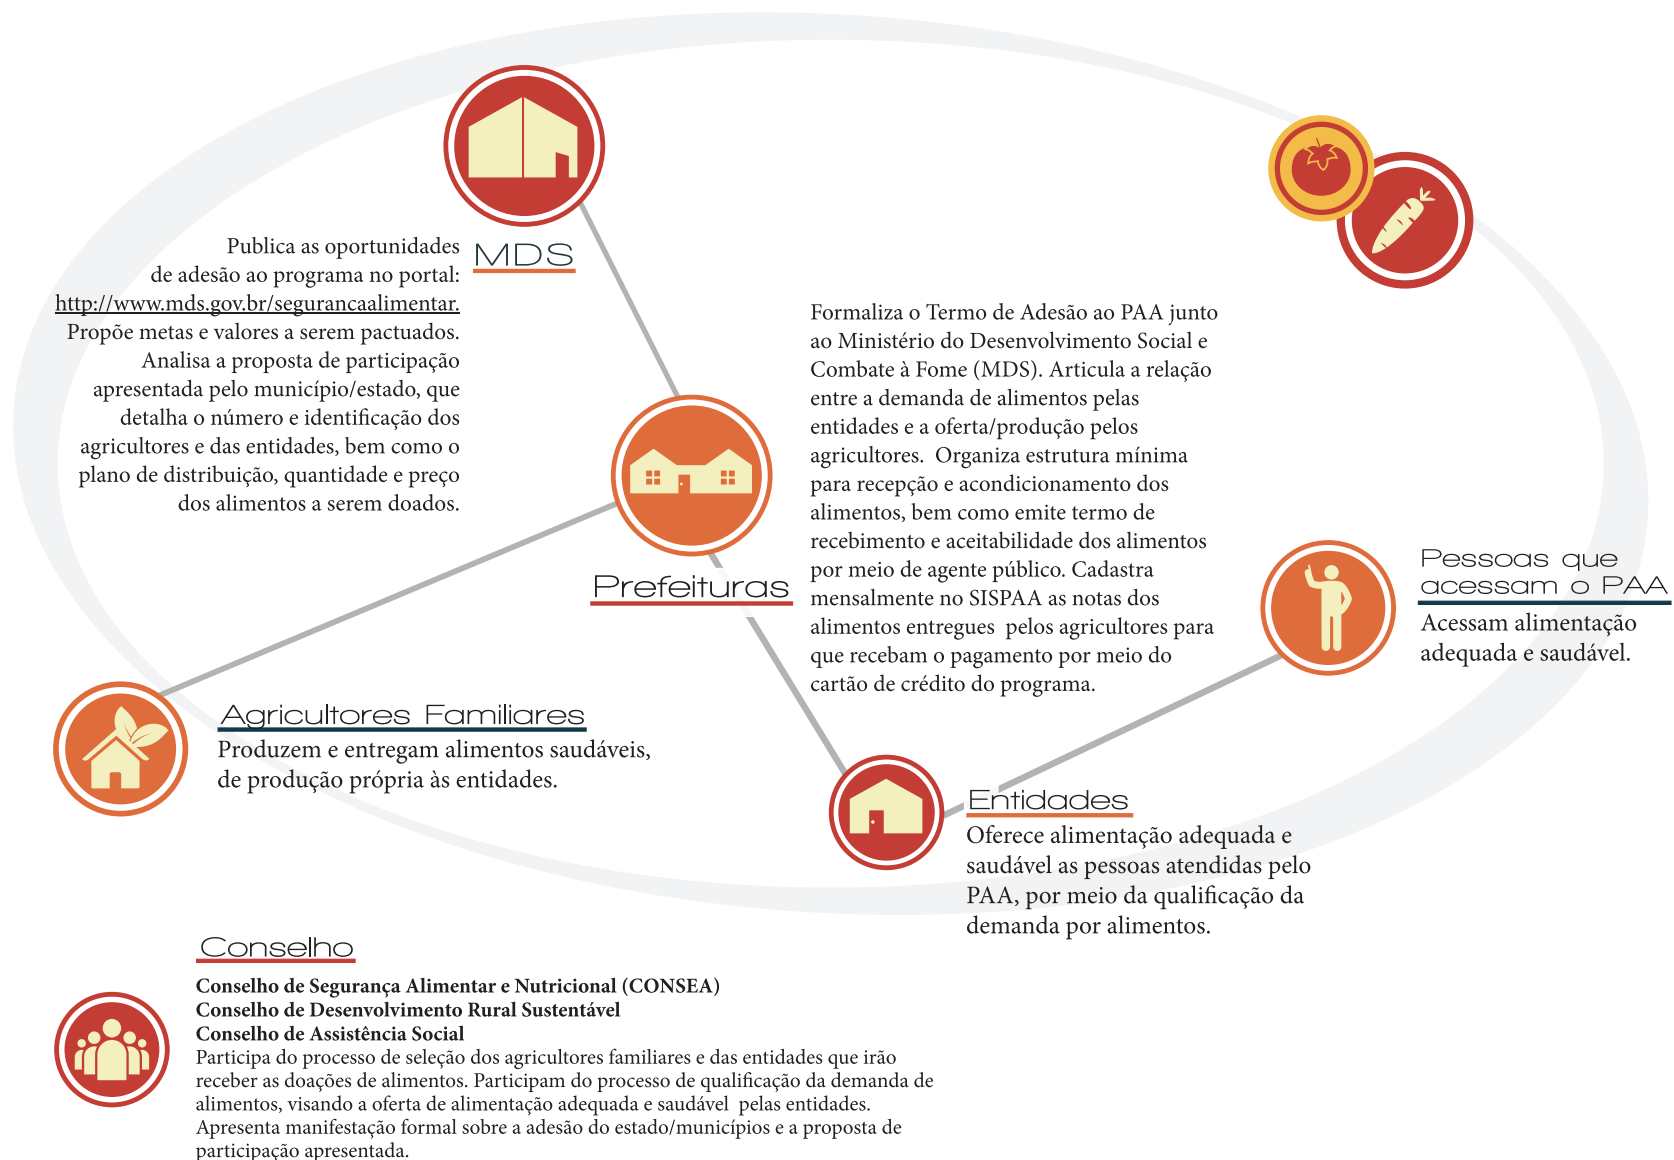 MDS
Publica as oportunidades
de adesão ao programa no portal:
http://www.mds.gov.br/segurancaalimentar.
Propõe metas e valores a serem pactuados.
Analisa a proposta de participação
apresentada pelo município/estado, que
detalha o número e identificação dos
agricultores e das entidades, bem como o
plano de distribuição, quantidade e preço
dos alimentos a serem doados.
Prefeituras
Formaliza o Termo de Adesão ao PAA junto
ao Ministério do Desenvolvimento Social e
Combate à Fome (MDS). Articula a relação
entre a demanda de alimentos pelas
entidades e a oferta/produção pelos
agricultores.  Organiza estrutura mínima
para recepção e acondicionamento dos
alimentos, bem como emite termo de
recebimento e aceitabilidade dos alimentos
por meio de agente público. Cadastra
mensalmente no SISPAA as notas dos
alimentos entregues  pelos agricultores para
que recebam o pagamento por meio do
cartão de crédito do programa.
Pessoas que
acessam o PAA
Acessam alimentação
adequada e saudável.
Agricultores Familiares
Produzem e entregam alimentos saudáveis,
de produção própria às entidades.
Entidades
Oferece alimentação adequada e
saudável as pessoas atendidas pelo
PAA, por meio da qualificação da
demanda por alimentos.
Conselho
Conselho de Segurança Alimentar e Nutricional (CONSEA)
Conselho de Desenvolvimento Rural Sustentável
Conselho de Assistência Social
Participa do processo de seleção dos agricultores familiares e das entidades que irão
receber as doações de alimentos. Participam do processo de qualificação da demanda de
alimentos, visando a oferta de alimentação adequada e saudável  pelas entidades.
Apresenta manifestação formal sobre a adesão do estado/municípios e a proposta de
participação apresentada.